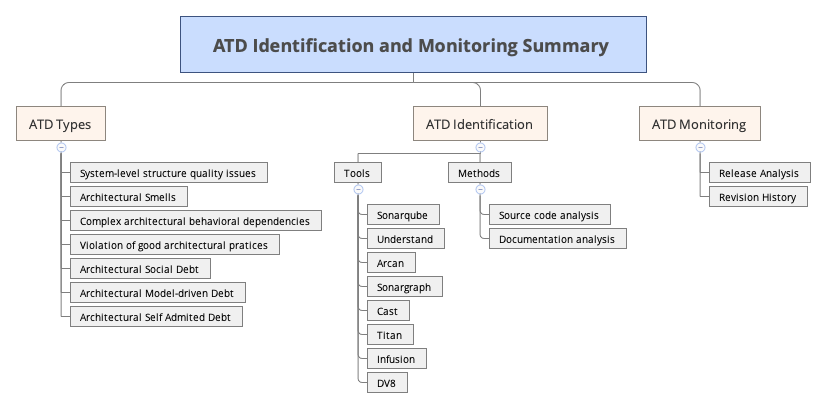 ATD Identification and Monitoring Summary
ATD Types
System-level structure quality issues
Architectural Smells
Complex architectural behavioral dependencies
Violation of good architectural pratices
Architectural Social Debt
Architectural Model-driven Debt
Architectural Self Admited Debt
ATD Identification
Tools
Sonarqube
Understand
Arcan
Sonargraph
Cast
Titan
Infusion
DV8
Methods
Source code analysis
Documentation analysis
ATD Monitoring
Release Analysis
Revision History